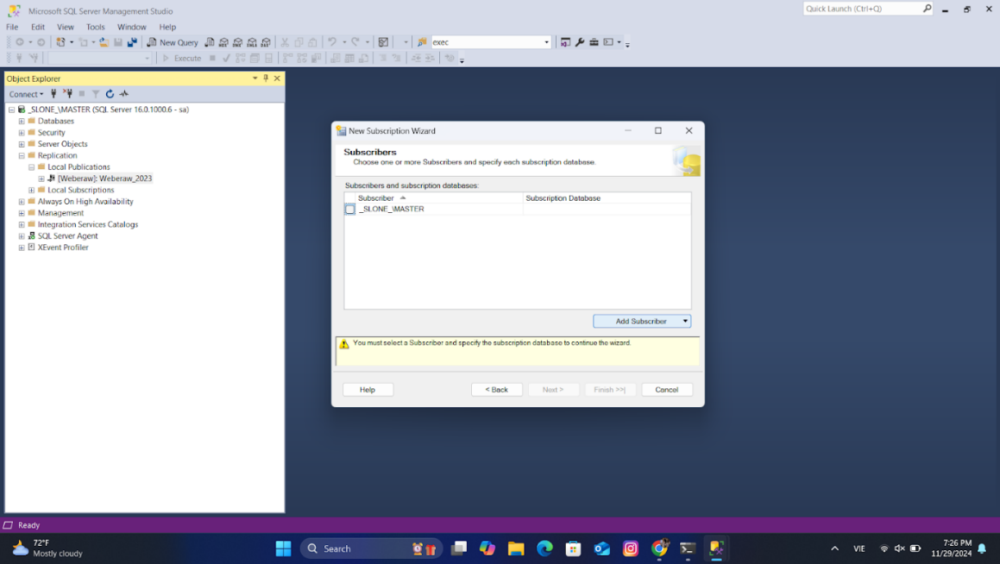 Microsoft SQL Server Management Studio
Quick Launch (Ctrl+Q)
File Edit View Tools Window Help
New Query
exec
Execute
Object Explorer
Connect
_SLONE_\MASTER (SQL Server 16.0.1000.6 - sa)
Databases
Security
Server Objects
Replication
Local Publications
[Weberaw]: Weberaw_2023
Local Subscriptions
Always On High Availability
Management
Integration Services Catalogs
SQL Server Agent
XEvent Profiler
New Subscription Wizard
Subscribers
Choose one or more Subscribers and specify each subscription database.
Subscribers and subscription databases:
Subscriber Subscription Database
_SLONE_\MASTER
Add Subscriber
You must select a Subscriber and specify the subscription database to continue the wizard.
Help < Back Next > Finish >>| Cancel
Ready
72°F
Mostly cloudy
Search
VIE
7:26 PM
11/29/2024